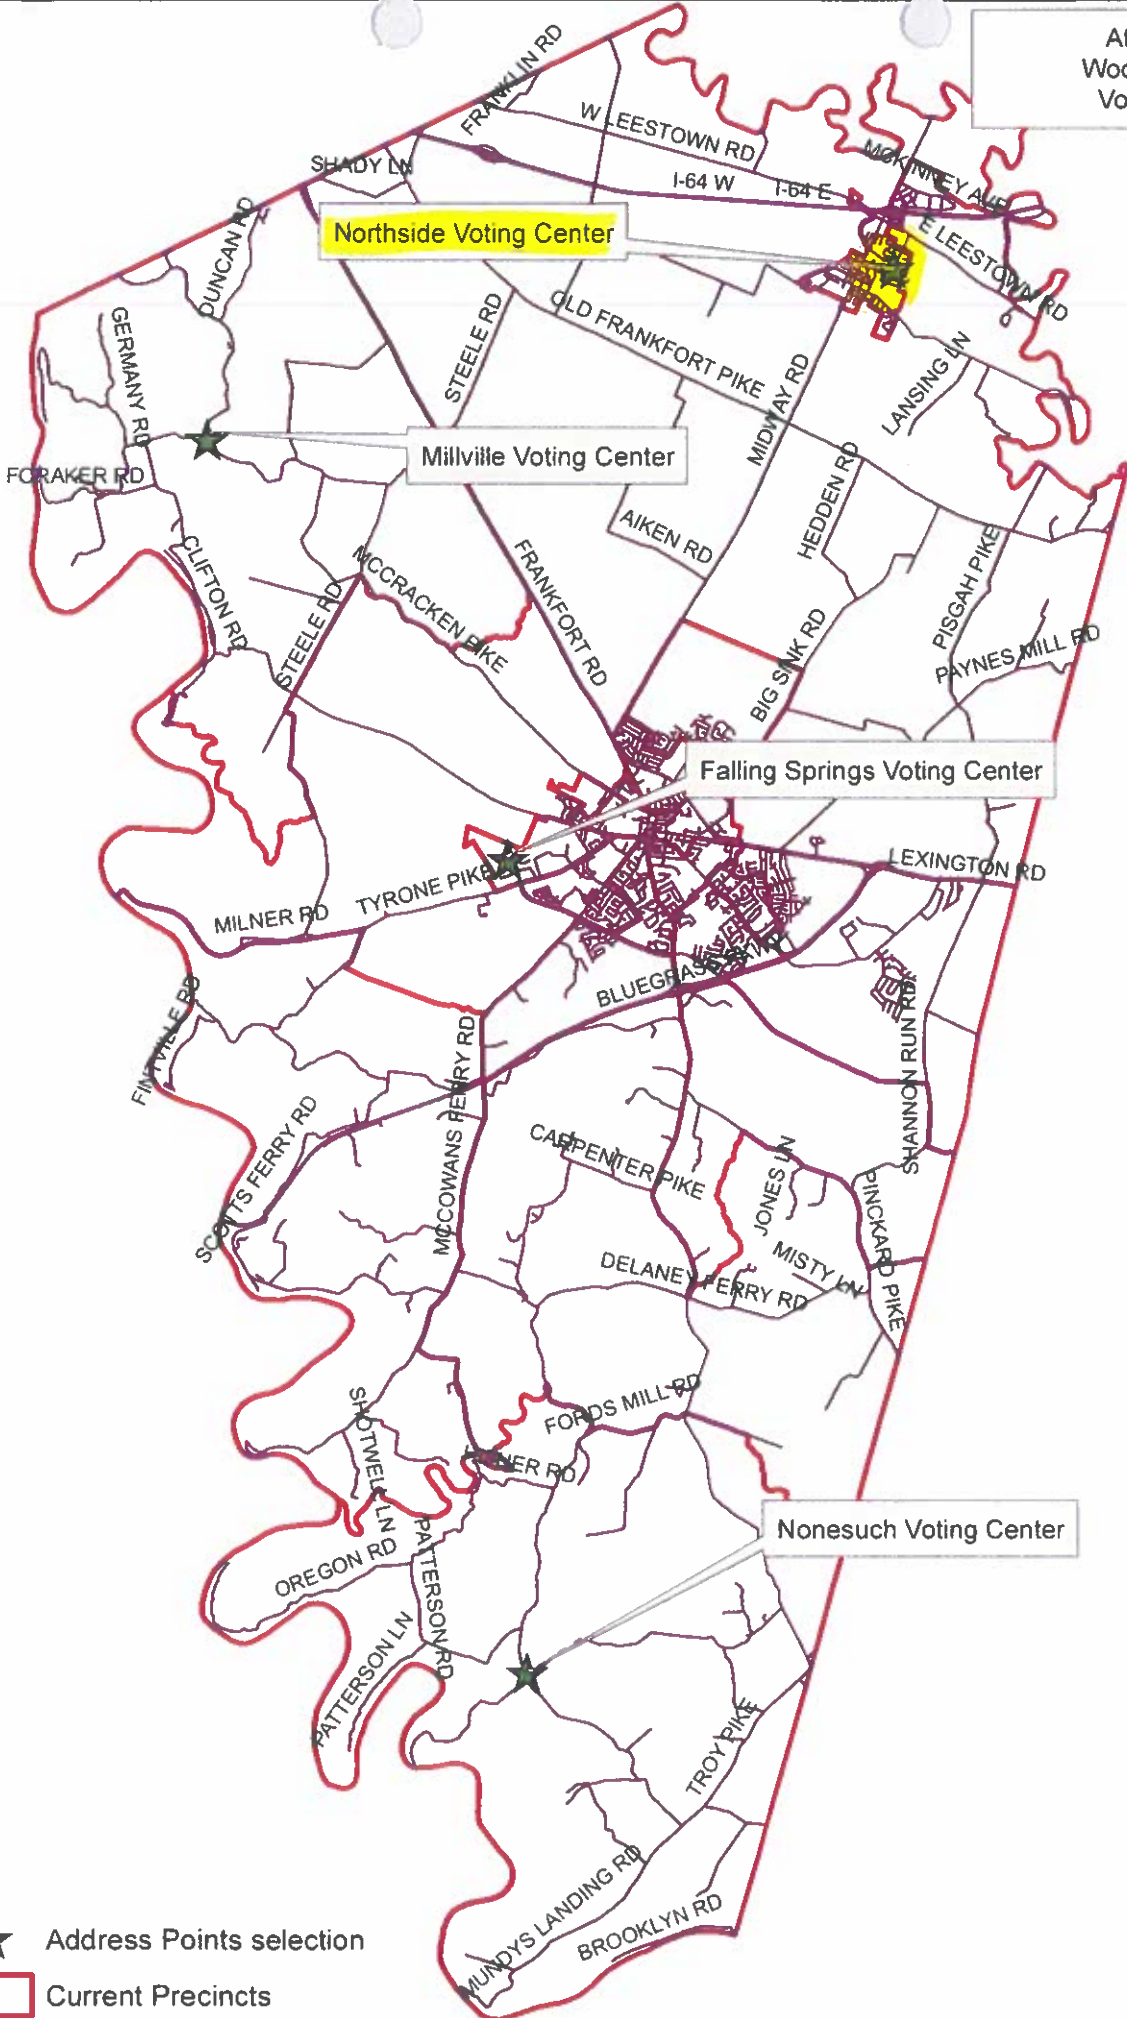 FRANKLIN RD
W LEESTOWN RD
SHADY LN
I-64 W
I-64 E
MCKINNEY AVE
E LEESTOWN RD
Northside Voting Center
DUNCAN RD
GERMANY RD
STEELE RD
OLD FRANKFORT PIKE
MIDWAY RD
LANSING LN
Millville Voting Center
FORAKER RD
HEDDEN RD
AIKEN RD
CLIFTON RD
MCCRACKEN PIKE
FRANKFORT RD
PISGAH PIKE
STEELE RD
BIG SINK RD
PAYNES MILL RD
Falling Springs Voting Center
LEXINGTON RD
TYRONE PIKE
MILNER RD
BLUEGRASS
FINTVILLE RD
SHANNON RUN RD
MCCOWANS FERRY RD
SCOTTS FERRY RD
CARPENTER PIKE
JONES LN
PINCKARD PIKE
MISTY LN
DELANEY FERRY RD
SHOTWELL LN
FORDS MILL RD
RD
Nonesuch Voting Center
OREGON RD
PATTERSON RD
PATTERSON LN
TROY PIKE
MUNDYS LANDING RD
BROOKLYN RD
Address Points selection
Current Precincts